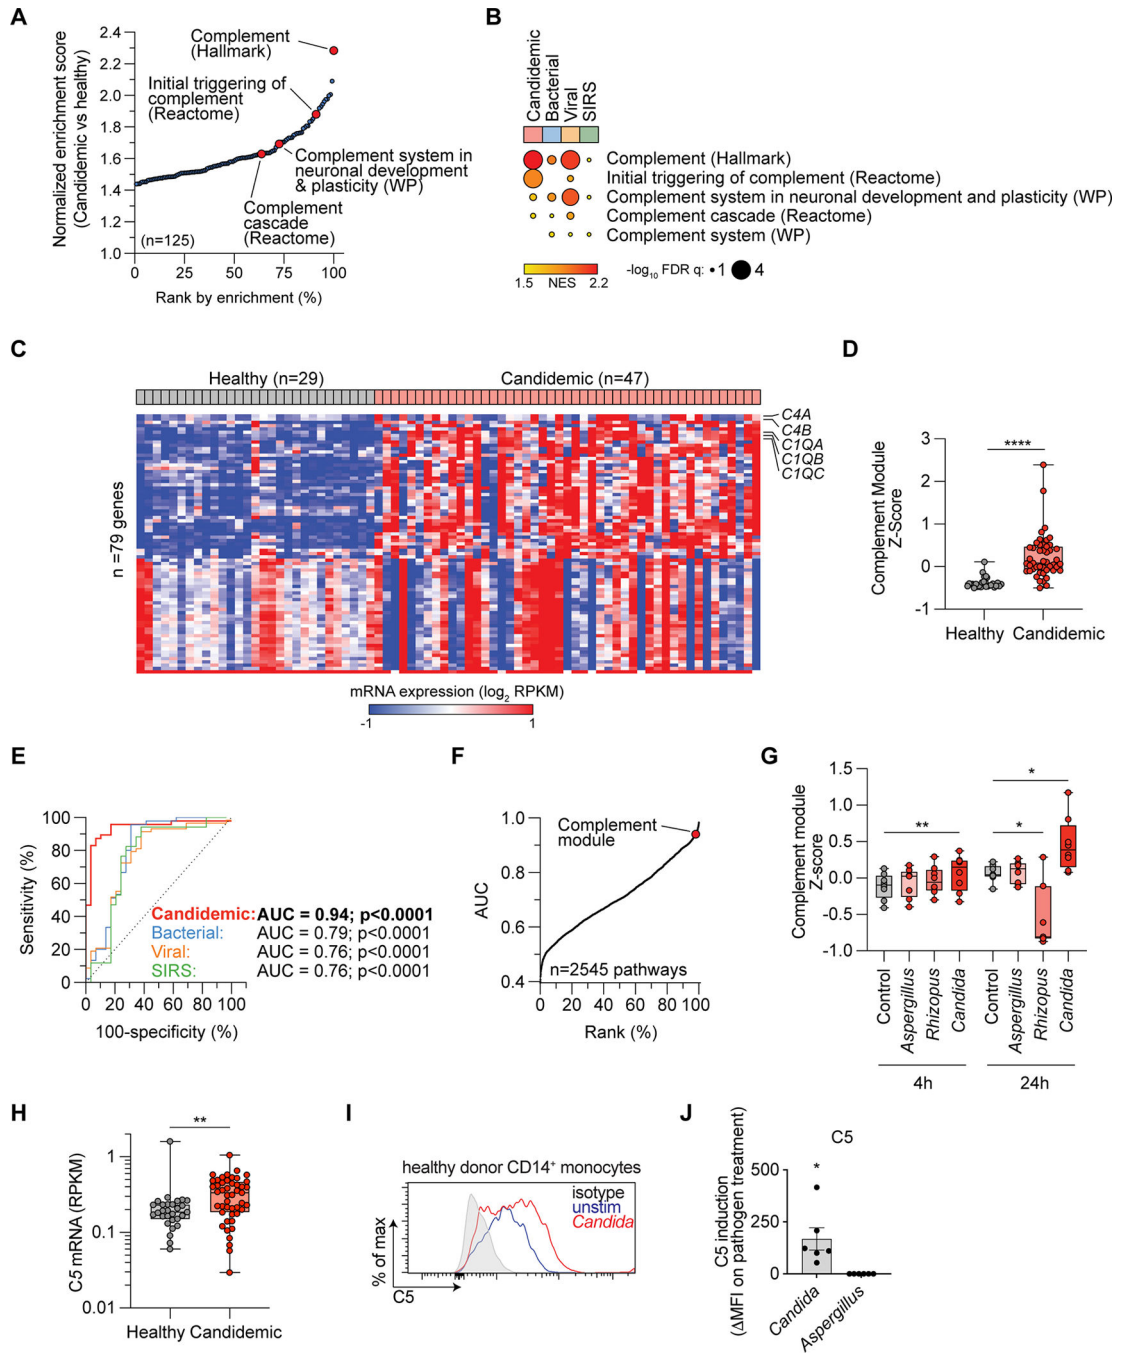 A
Normalized enrichment score
(Candidemic vs healthy)
2.4
2.2
2.0
1.8
1.6
1.4
1.2
1.0
Complement
(Hallmark)
Initial triggering of
complement
(Reactome)
Complement system in
neuronal development
& plasticity (WP)
Complement
cascade
(Reactome)
(n=125)
0 25 50 75 100
Rank by enrichment (%)
B
Candidemic
Bacterial
Viral
SIRS
Complement (Hallmark)
Initial triggering of complement (Reactome)
Complement system in neuronal development and plasticity (WP)
Complement cascade (Reactome)
Complement system (WP)
1.5 NES 2.2
-log10 FDR q: 1 4
C
Healthy (n=29) Candidemic (n=47)
n =79 genes
C4A
C4B
C1QA
C1QB
C1QC
mRNA expression (log2 RPKM)
-1 1
D
Complement Module
Z-Score
3
2
1
0
-1
****
Healthy Candidemic
E
Sensitivity (%)
100
80
60
40
20
0
Candidemic: AUC = 0.94; p<0.0001
Bacterial: AUC = 0.79; p<0.0001
Viral: AUC = 0.76; p<0.0001
SIRS: AUC = 0.76; p<0.0001
0 20 40 60 80 100
100-specificity (%)
F
AUC
1.0
0.8
0.6
0.4
Complement
module
n=2545 pathways
0 20 40 60 80 100
Rank (%)
G
Complement module
Z-score
1.5
1.0
0.5
0.0
-0.5
-1.0
**
*
*
Control
Aspergillus
Rhizopus
Candida
Control
Aspergillus
Rhizopus
Candida
4h 24h
H
C5 mRNA (RPKM)
1
0.1
0.01
**
Healthy Candidemic
I
healthy donor CD14+ monocytes
isotype
unstim
Candida
% of max
C5
J
C5
C5 induction
(ΔMFI on pathogen treatment)
500
250
0
*
Candida
Aspergillus